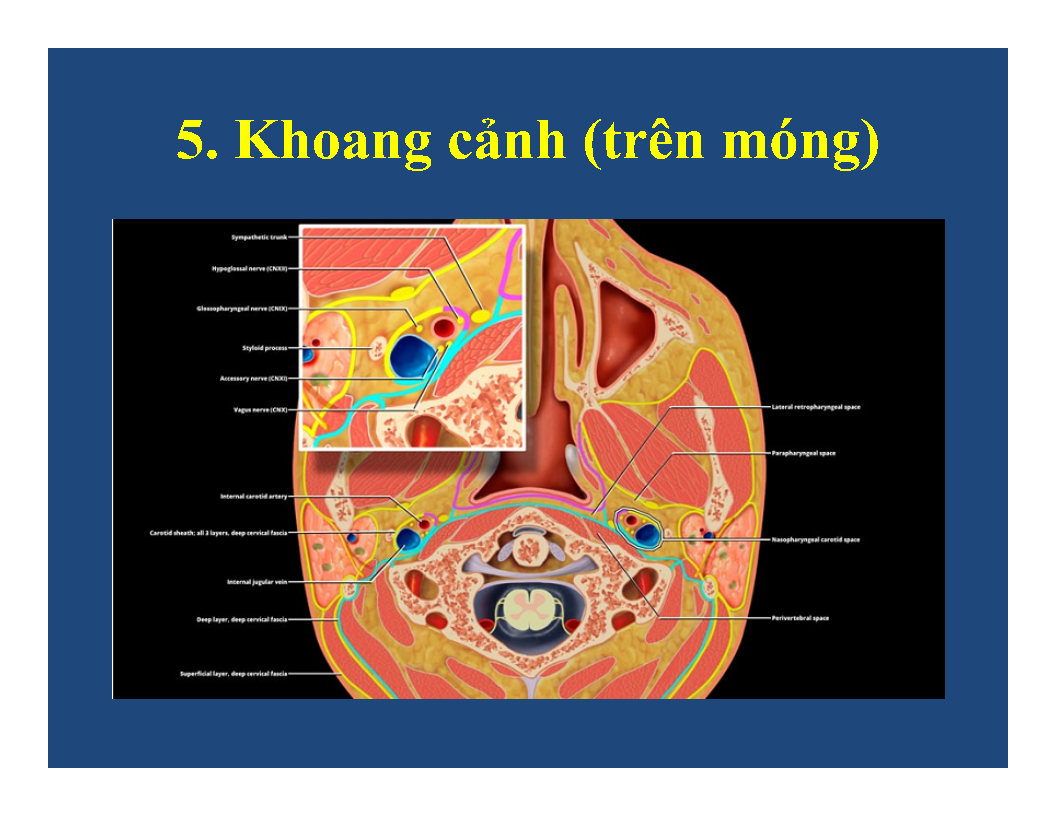 5. Khoang cảnh (trên móng)
Sympathetic trunk
Hypoglossal nerve (CNXII)
Glossopharyngeal nerve (CNIX)
Styloid process
Accessory nerve (CNXI)
Vagus nerve (CNX)
Internal carotid artery
Carotid sheath; all 3 layers, deep cervical fascia
Internal jugular vein
Deep layer, deep cervical fascia
Superficial layer, deep cervical fascia
Lateral retropharyngeal space
Parapharyngeal space
Nasopharyngeal carotid space
Perivertebral space